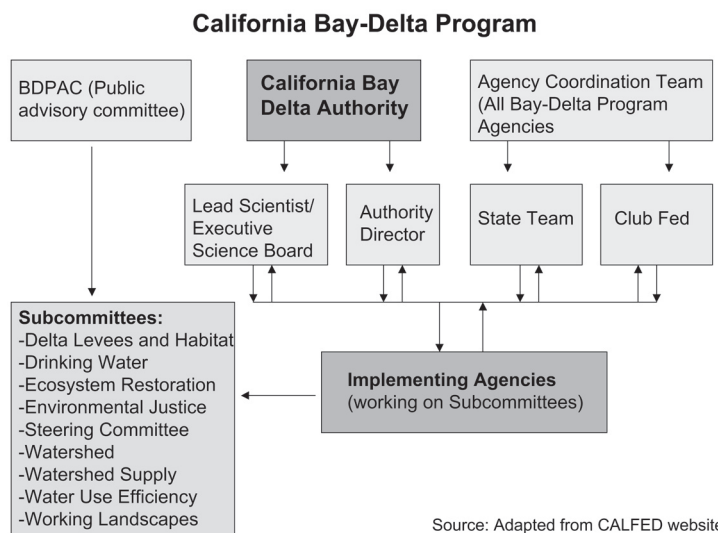 California Bay-Delta Program
BDPAC (Public
advisory committee)
California Bay
Delta Authority
Agency Coordination Team
(All Bay-Delta Program
Agencies
Lead Scientist/
Executive
Science Board
Authority
Director
State Team
Club Fed
Subcommittees:
-Delta Levees and Habitat
-Drinking Water
-Ecosystem Restoration
-Environmental Justice
-Steering Committee
-Watershed
-Watershed Supply
-Water Use Efficiency
-Working Landscapes
Implementing Agencies
(working on Subcommittees)
Source: Adapted from CALFED website